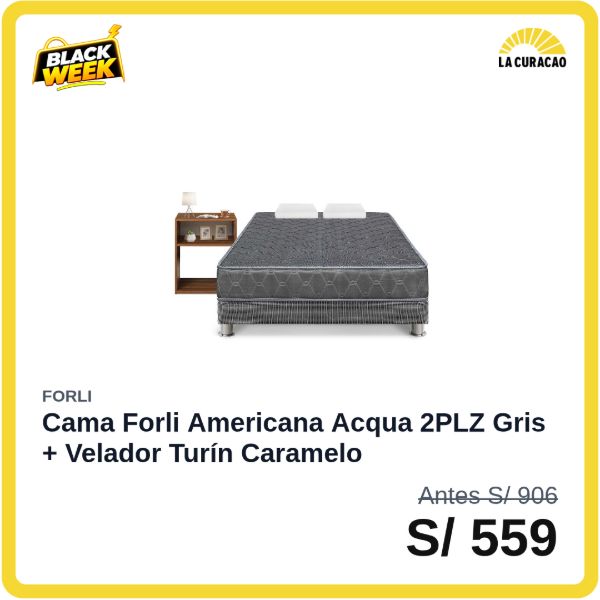 BLACK
WEEK
LA CURACAO
FORLI
Cama Forli Americana Acqua 2PLZ Gris
+ Velador Turín Caramelo
Antes S/ 906
S/ 559